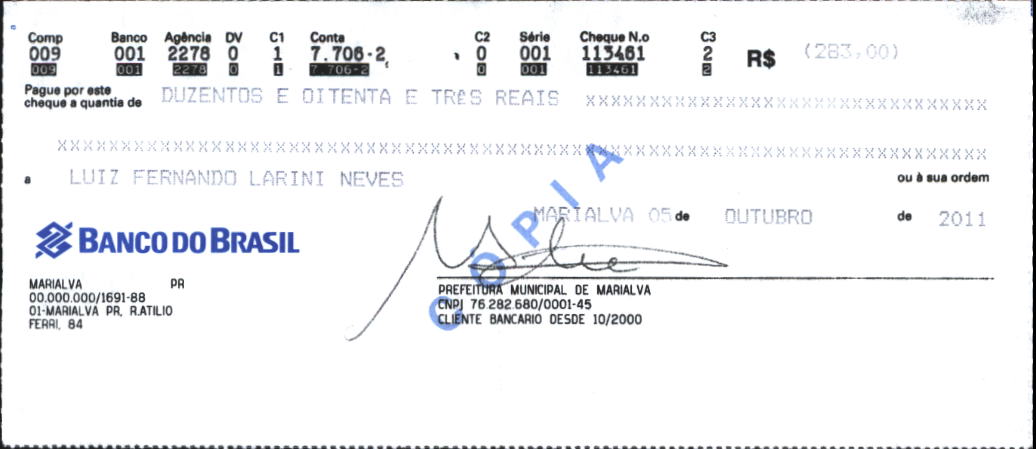 Comp Banco Agência DV C1 Conta C2 Série Cheque N.o C3
009 001 2278 0 1 7.706-2 0 001 113461 2 R$ (283,00)
009 001 2278 0 1 7.706-2 0 001 113461 2
Pague por este
cheque a quantia de DUZENTOS E OITENTA E TRêS REAIS XXXXXXXXXXXXXXXXXXXXXXXXXXXXXXXXX
XXXXXXXXXXXXXXXXXXXXXXXXXXXXXXXXXXXXXXXXXXXXXXXXXXXXXXXXXXXXXXXXXXXXXXXXXXXX
a LUIZ FERNANDO LARINI NEVES ou à sua ordem
MARIALVA 05 de OUTUBRO de 2011
BANCO DO BRASIL
MARIALVA PR
00.000.000/1691-88
01-MARIALVA PR, R.ATILIO
FERRI, 84
PREFEITURA MUNICIPAL DE MARIALVA
CNPJ 76.282.680/0001-45
CLIENTE BANCARIO DESDE 10/2000
CÓPIA